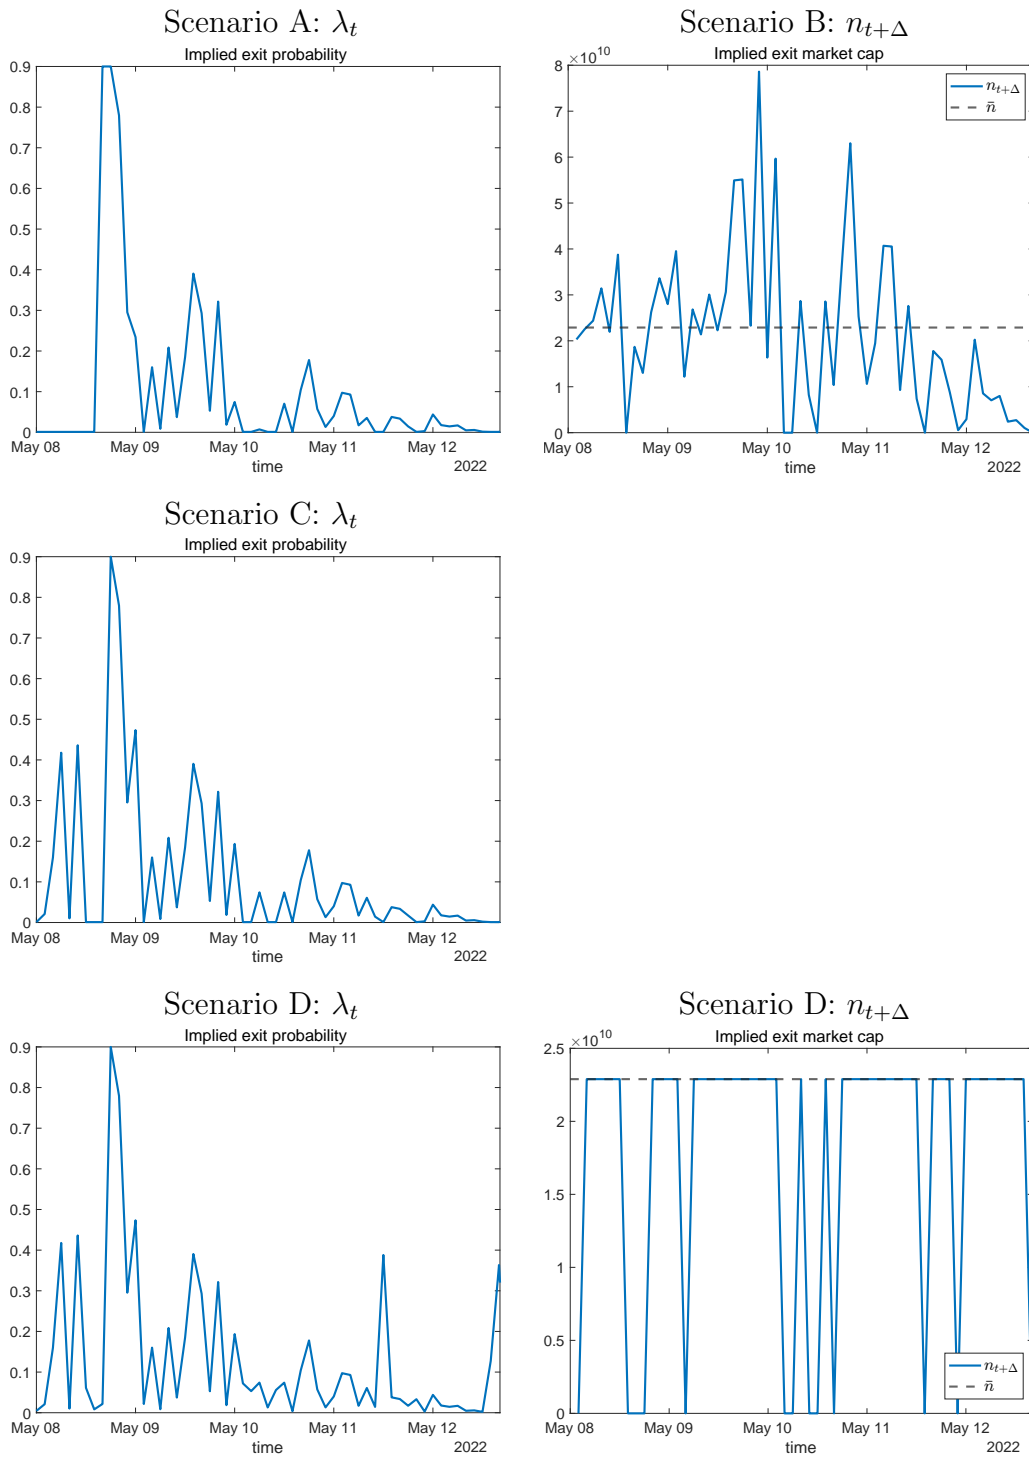 Scenario A: λt
Implied exit probability
0.9
0.8
0.7
0.6
0.5
0.4
0.3
0.2
0.1
0
May 08 May 09 May 10 May 11 May 12
time 2022
Scenario B: nt+Δ
Implied exit market cap
×10^10
8
7
6
5
4
3
2
1
0
nt+Δ
n̄
May 08 May 09 May 10 May 11 May 12
time 2022
Scenario C: λt
Implied exit probability
0.9
0.8
0.7
0.6
0.5
0.4
0.3
0.2
0.1
0
May 08 May 09 May 10 May 11 May 12
time 2022
Scenario D: λt
Implied exit probability
0.9
0.8
0.7
0.6
0.5
0.4
0.3
0.2
0.1
0
May 08 May 09 May 10 May 11 May 12
time 2022
Scenario D: nt+Δ
Implied exit market cap
×10^10
2.5
2
1.5
1
0.5
0
nt+Δ
n̄
May 08 May 09 May 10 May 11 May 12
time 2022